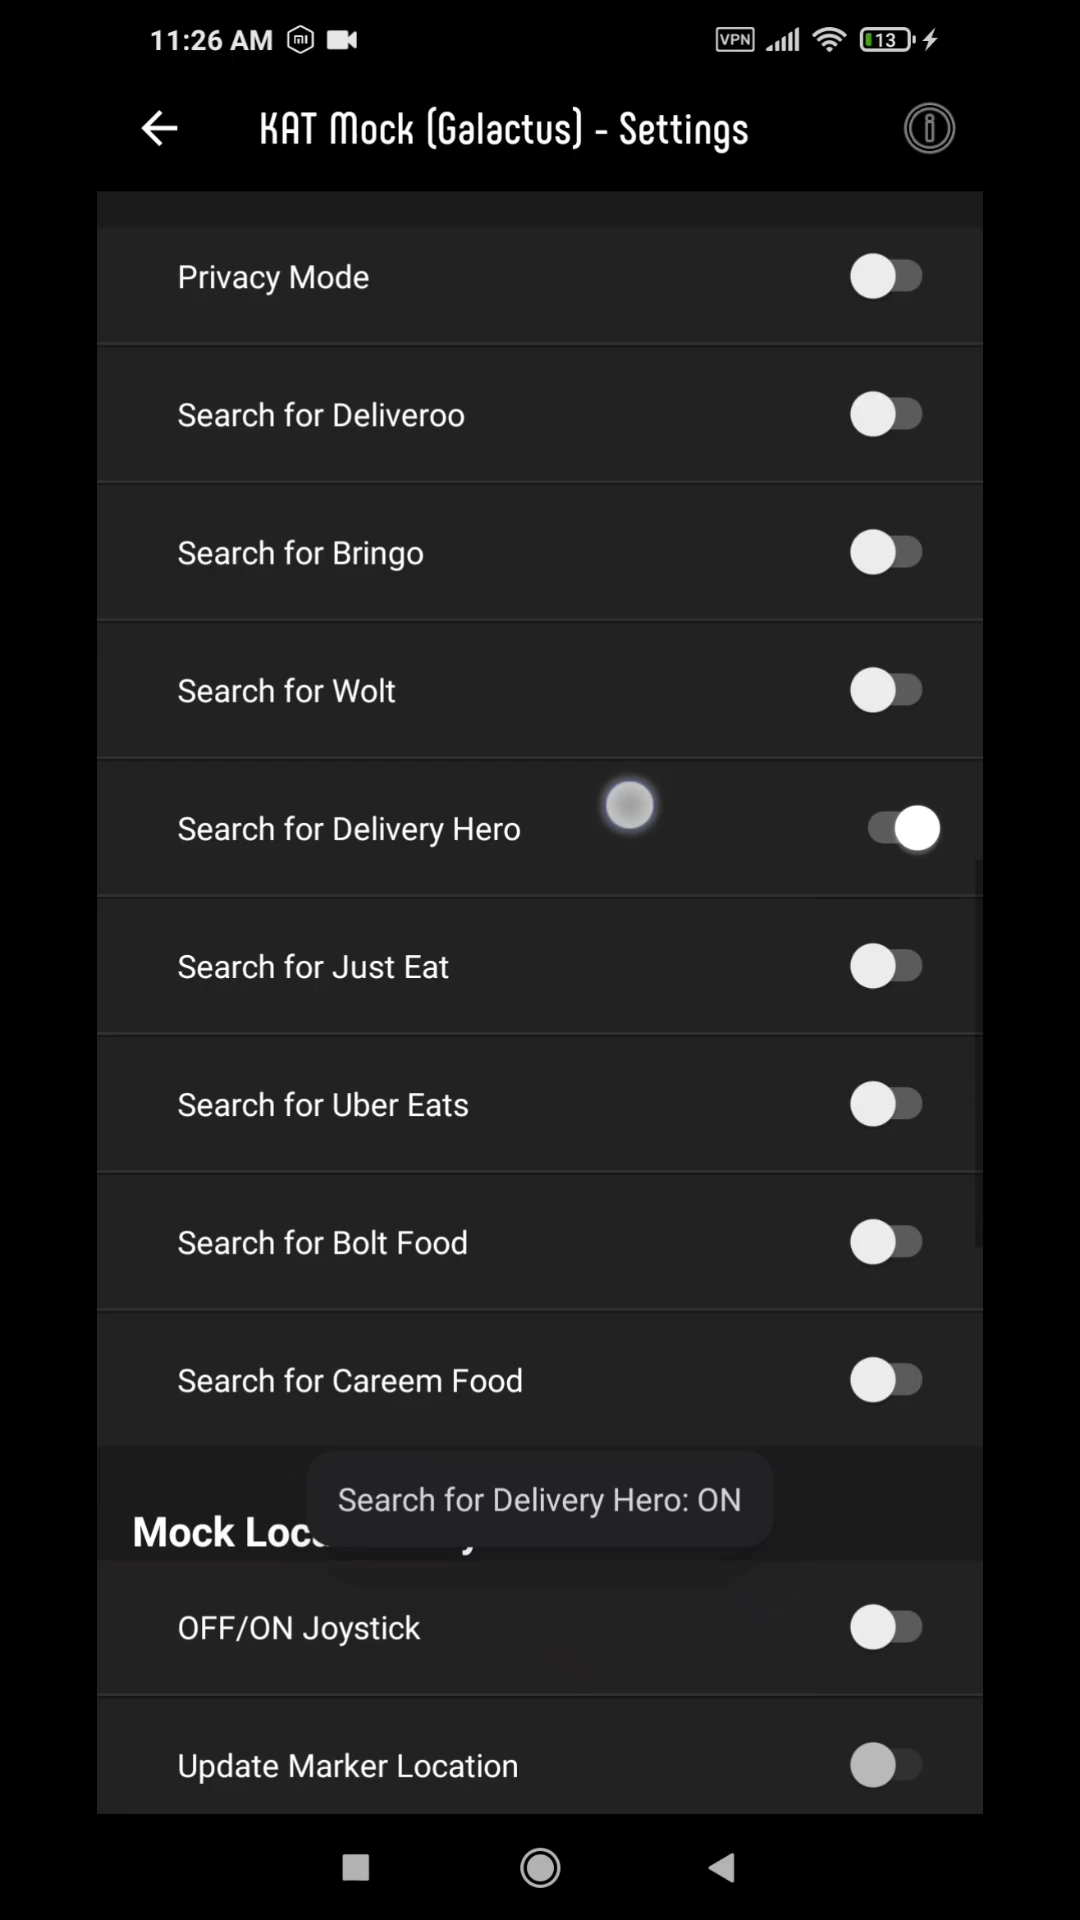 11:26 AM
VPN
13
KAT Mock (Galactus) - Settings
Privacy Mode
Search for Deliveroo
Search for Bringo
Search for Wolt
Search for Delivery Hero
Search for Just Eat
Search for Uber Eats
Search for Bolt Food
Search for Careem Food
Search for Delivery Hero: ON
Mock
OFF/ON Joystick
Update Marker Location